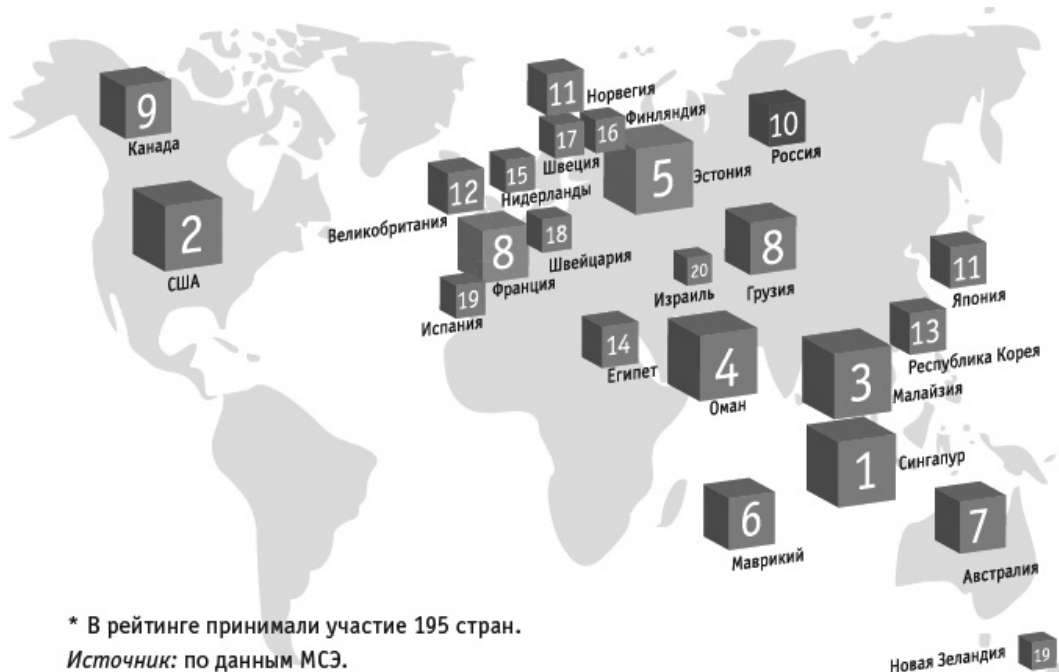 9
Канада
2
США
11
Норвегия
16
Финляндия
17
Швеция
15
Нидерланды
12
Великобритания
5
Эстония
10
Россия
8
Франция
18
Швейцария
19
Испания
20
Израиль
8
Грузия
11
Япония
13
Республика Корея
14
Египет
4
Оман
3
Малайзия
1
Сингапур
6
Маврикий
7
Австралия
Новая Зеландия
19
* В рейтинге принимали участие 195 стран.
Источник: по данным МСЭ.